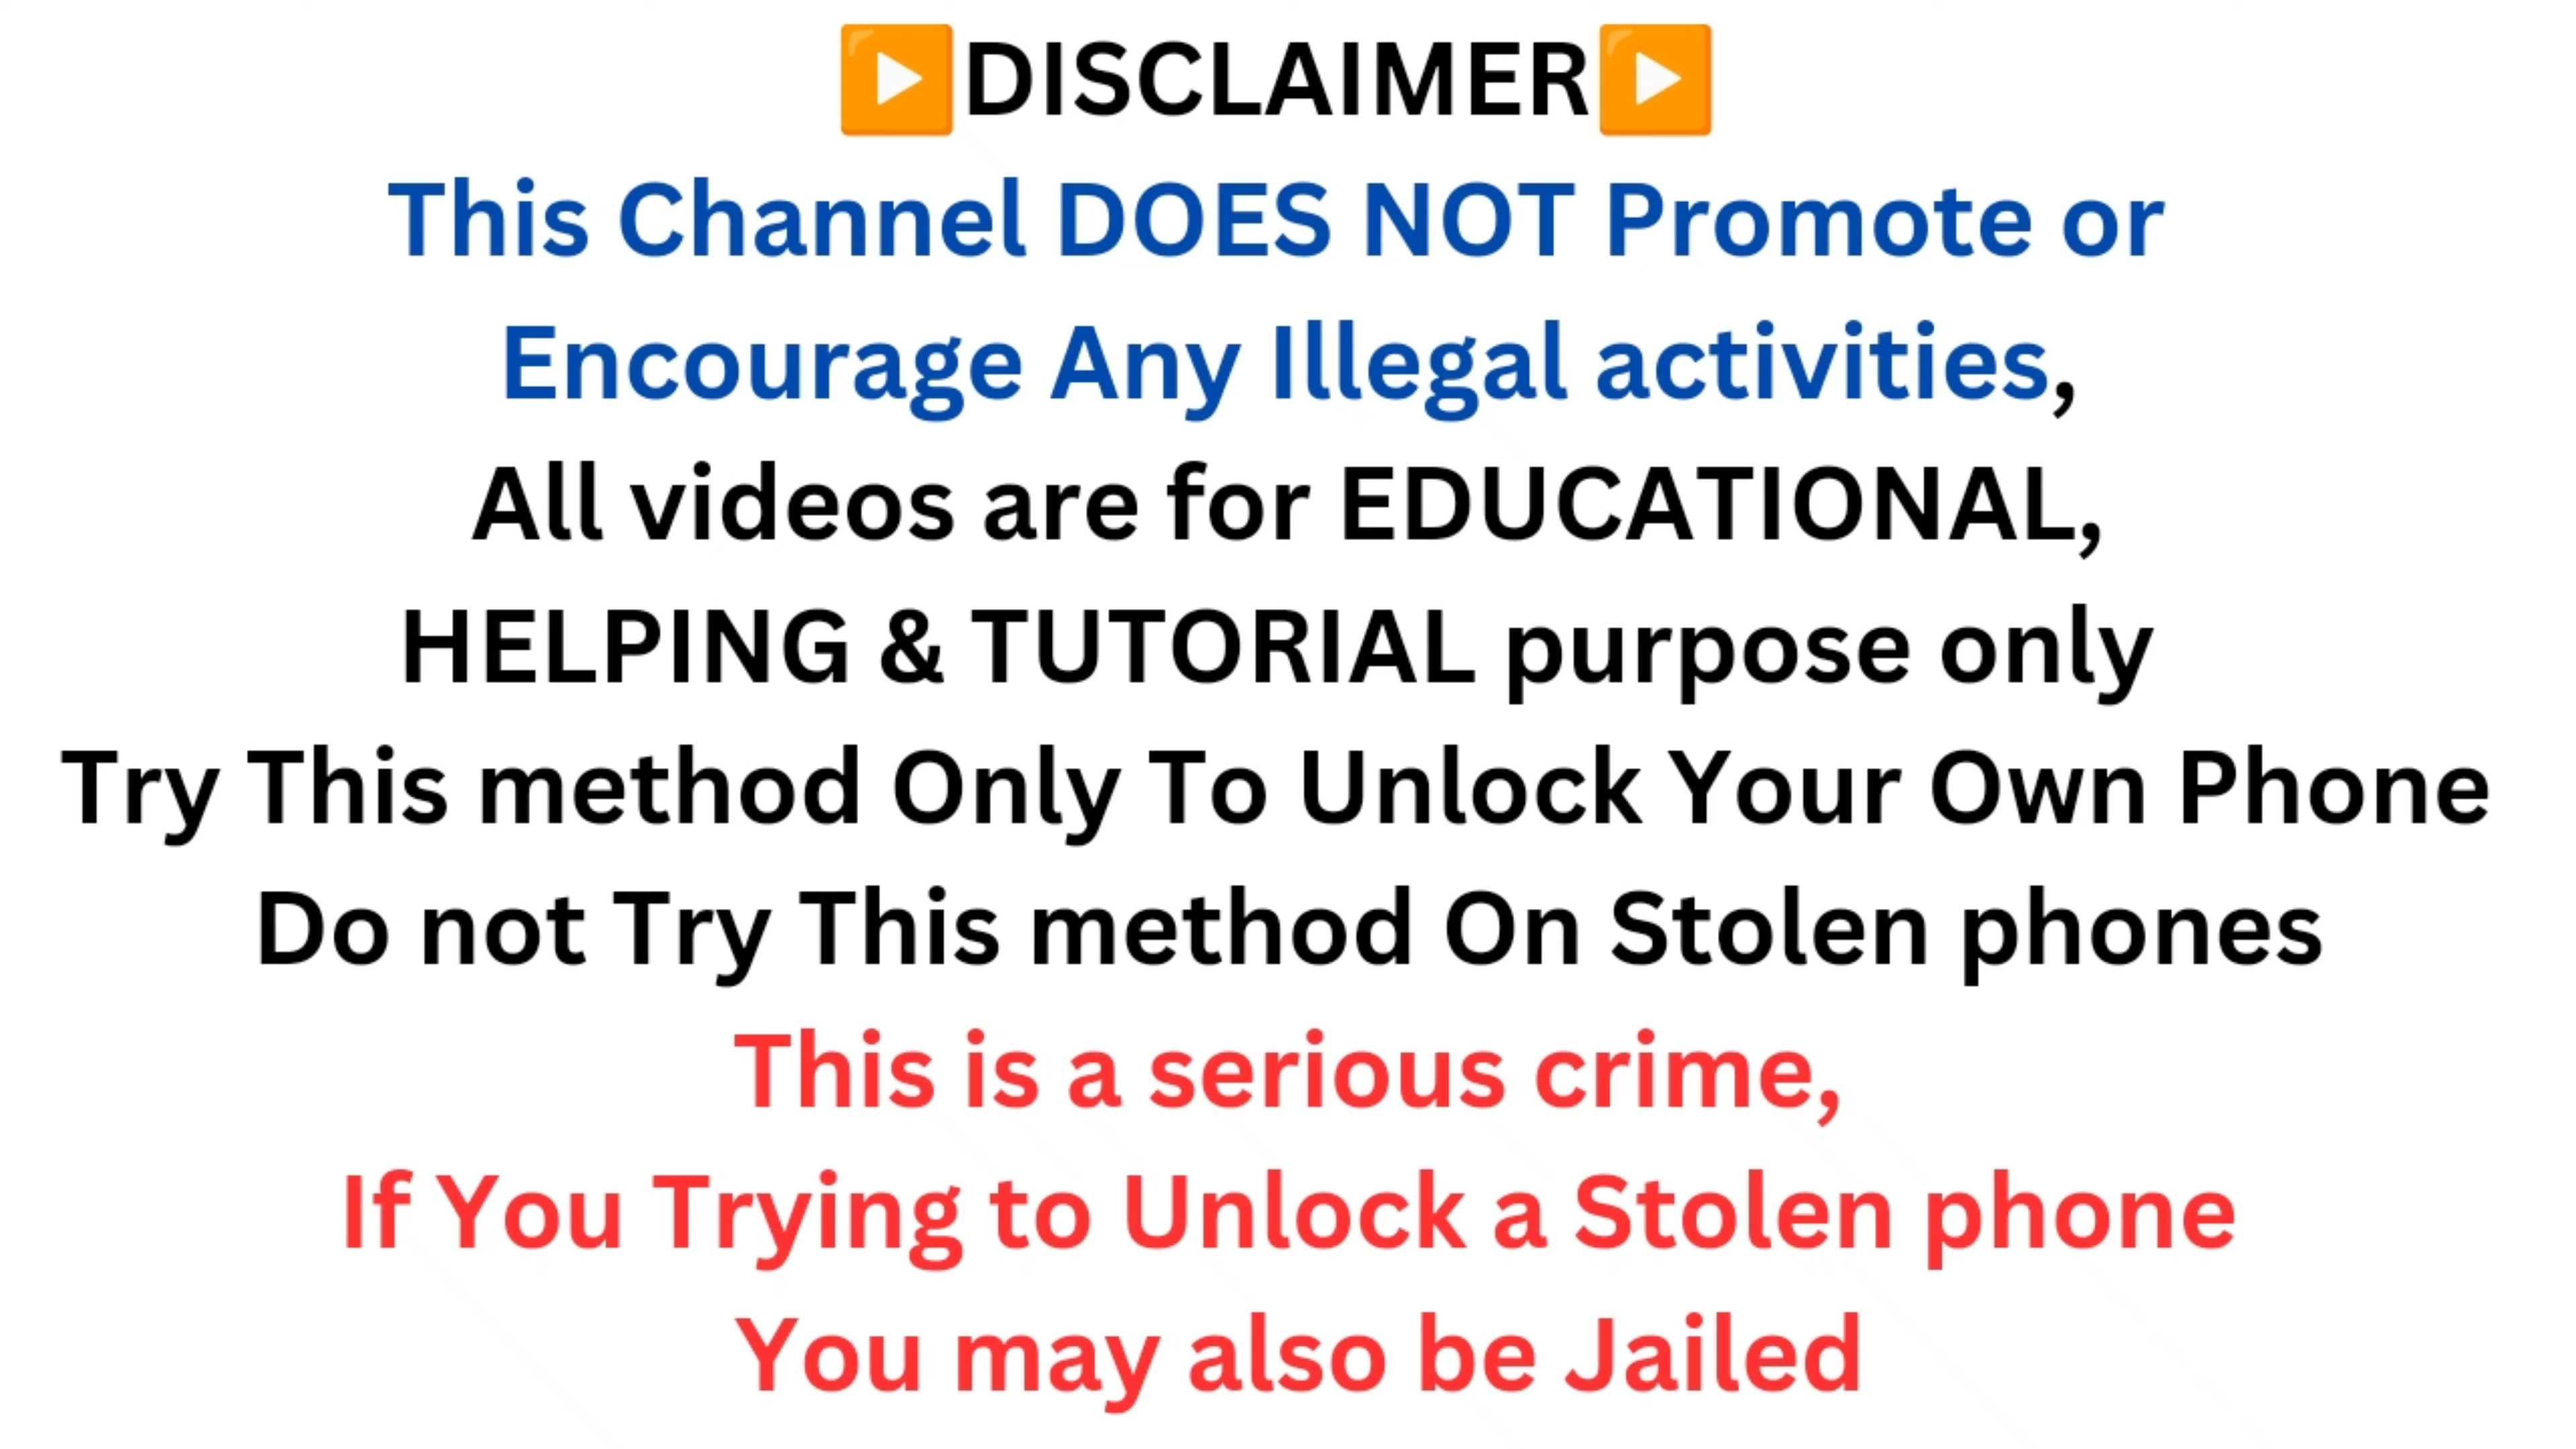 ▶️DISCLAIMER▶️
This Channel DOES NOT Promote or
Encourage Any Illegal activities,
All videos are for EDUCATIONAL,
HELPING & TUTORIAL purpose only
Try This method Only To Unlock Your Own Phone
Do not Try This method On Stolen phones
This is a serious crime,
If You Trying to Unlock a Stolen phone
You may also be Jailed